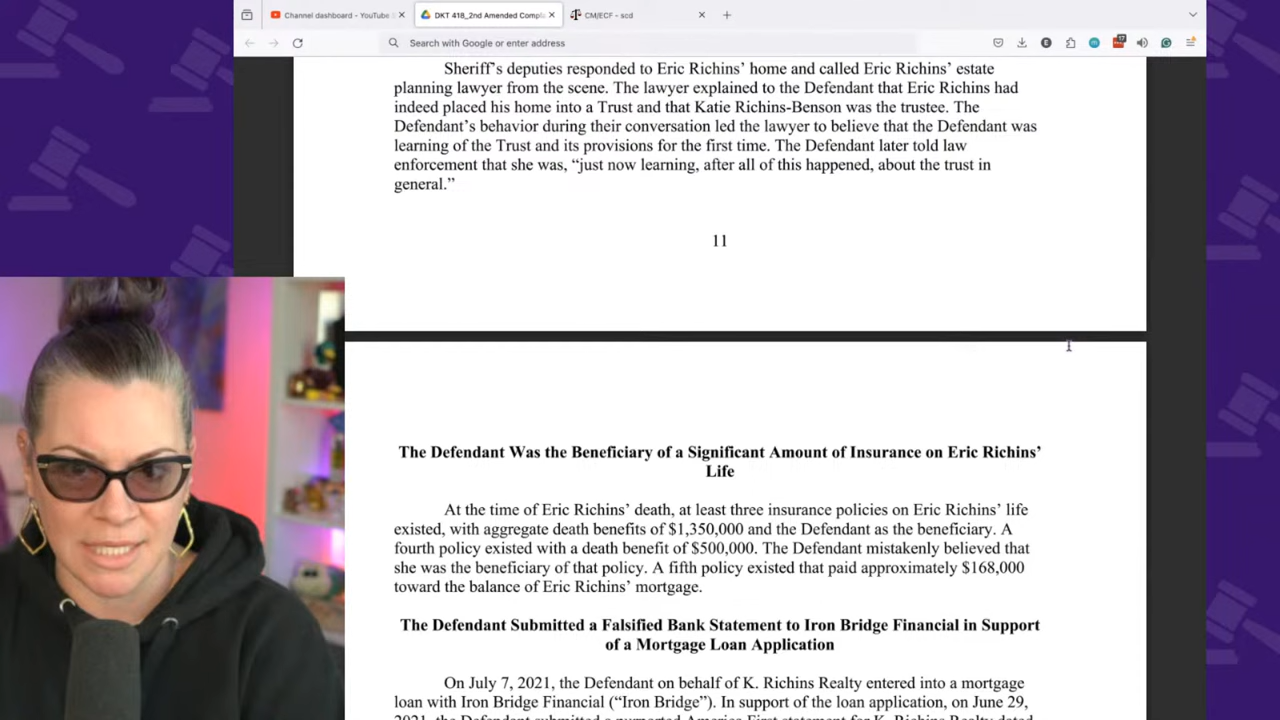 Channel dashboard - YouTube
DKT 418_2nd Amended Compl
CM/ECF - scd
Search with Google or enter address
Sheriff's deputies responded to Eric Richins' home and called Eric Richins' estate
planning lawyer from the scene. The lawyer explained to the Defendant that Eric Richins had
indeed placed his home into a Trust and that Katie Richins-Benson was the trustee. The
Defendant's behavior during their conversation led the lawyer to believe that the Defendant was
learning of the Trust and its provisions for the first time. The Defendant later told law
enforcement that she was, "just now learning, after all of this happened, about the trust in
general."
11
The Defendant Was the Beneficiary of a Significant Amount of Insurance on Eric Richins'
Life
At the time of Eric Richins' death, at least three insurance policies on Eric Richins' life
existed, with aggregate death benefits of $1,350,000 and the Defendant as the beneficiary. A
fourth policy existed with a death benefit of $500,000. The Defendant mistakenly believed that
she was the beneficiary of that policy. A fifth policy existed that paid approximately $168,000
toward the balance of Eric Richins' mortgage.
The Defendant Submitted a Falsified Bank Statement to Iron Bridge Financial in Support
of a Mortgage Loan Application
On July 7, 2021, the Defendant on behalf of K. Richins Realty entered into a mortgage
loan with Iron Bridge Financial ("Iron Bridge"). In support of the loan application, on June 29,
2021, the Defendant submitted a purported America First statement for K. Richins Realty dated